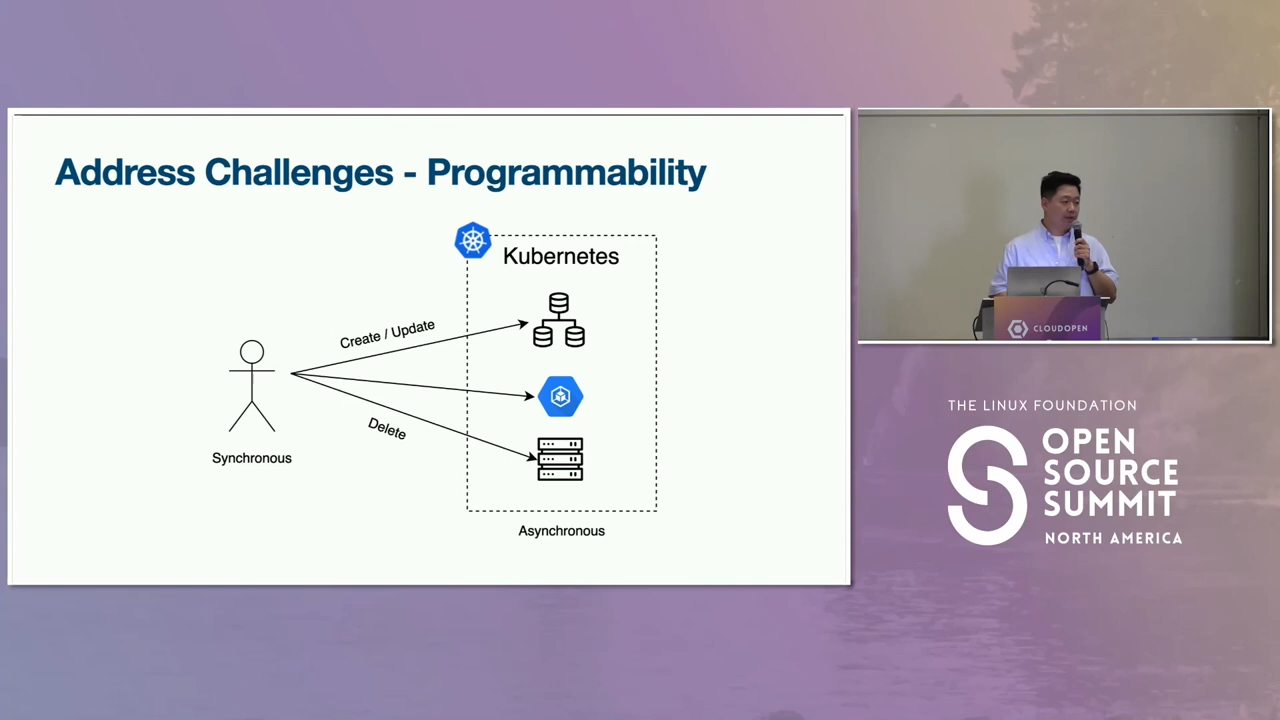 Address Challenges - Programmability
Kubernetes
Create / Update
Delete
Synchronous
Asynchronous
CLOUDOPEN
THE LINUX FOUNDATION
OPEN
SOURCE
SUMMIT
NORTH AMERICA